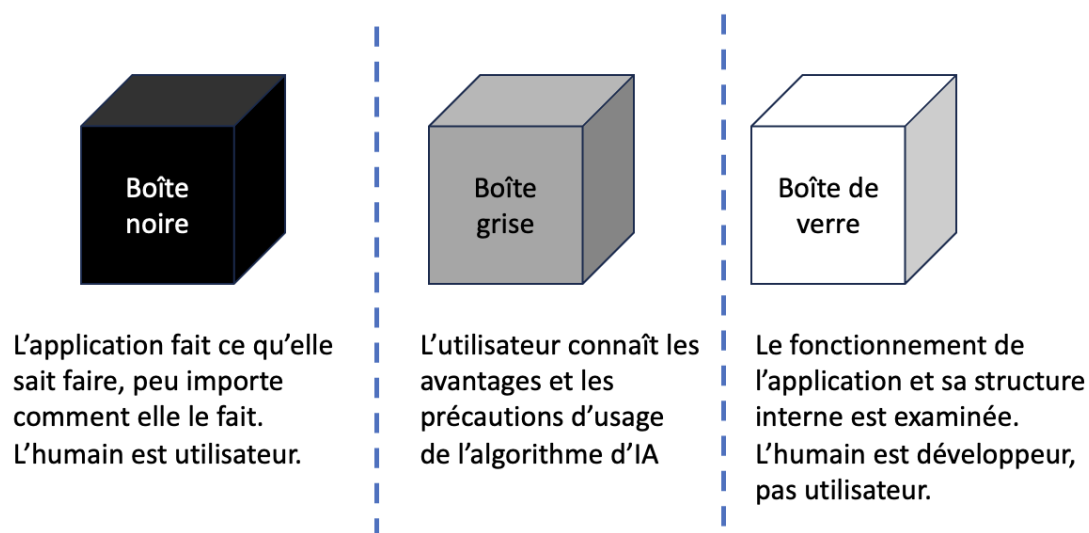 Boîte
noire
Boîte
grise
Boîte de
verre
L’application fait ce qu’elle
sait faire, peu importe
comment elle le fait.
L’humain est utilisateur.
L’utilisateur connaît les
avantages et les
précautions d’usage
de l’algorithme d’IA
Le fonctionnement de
l’application et sa structure
interne est examinée.
L’humain est développeur,
pas utilisateur.